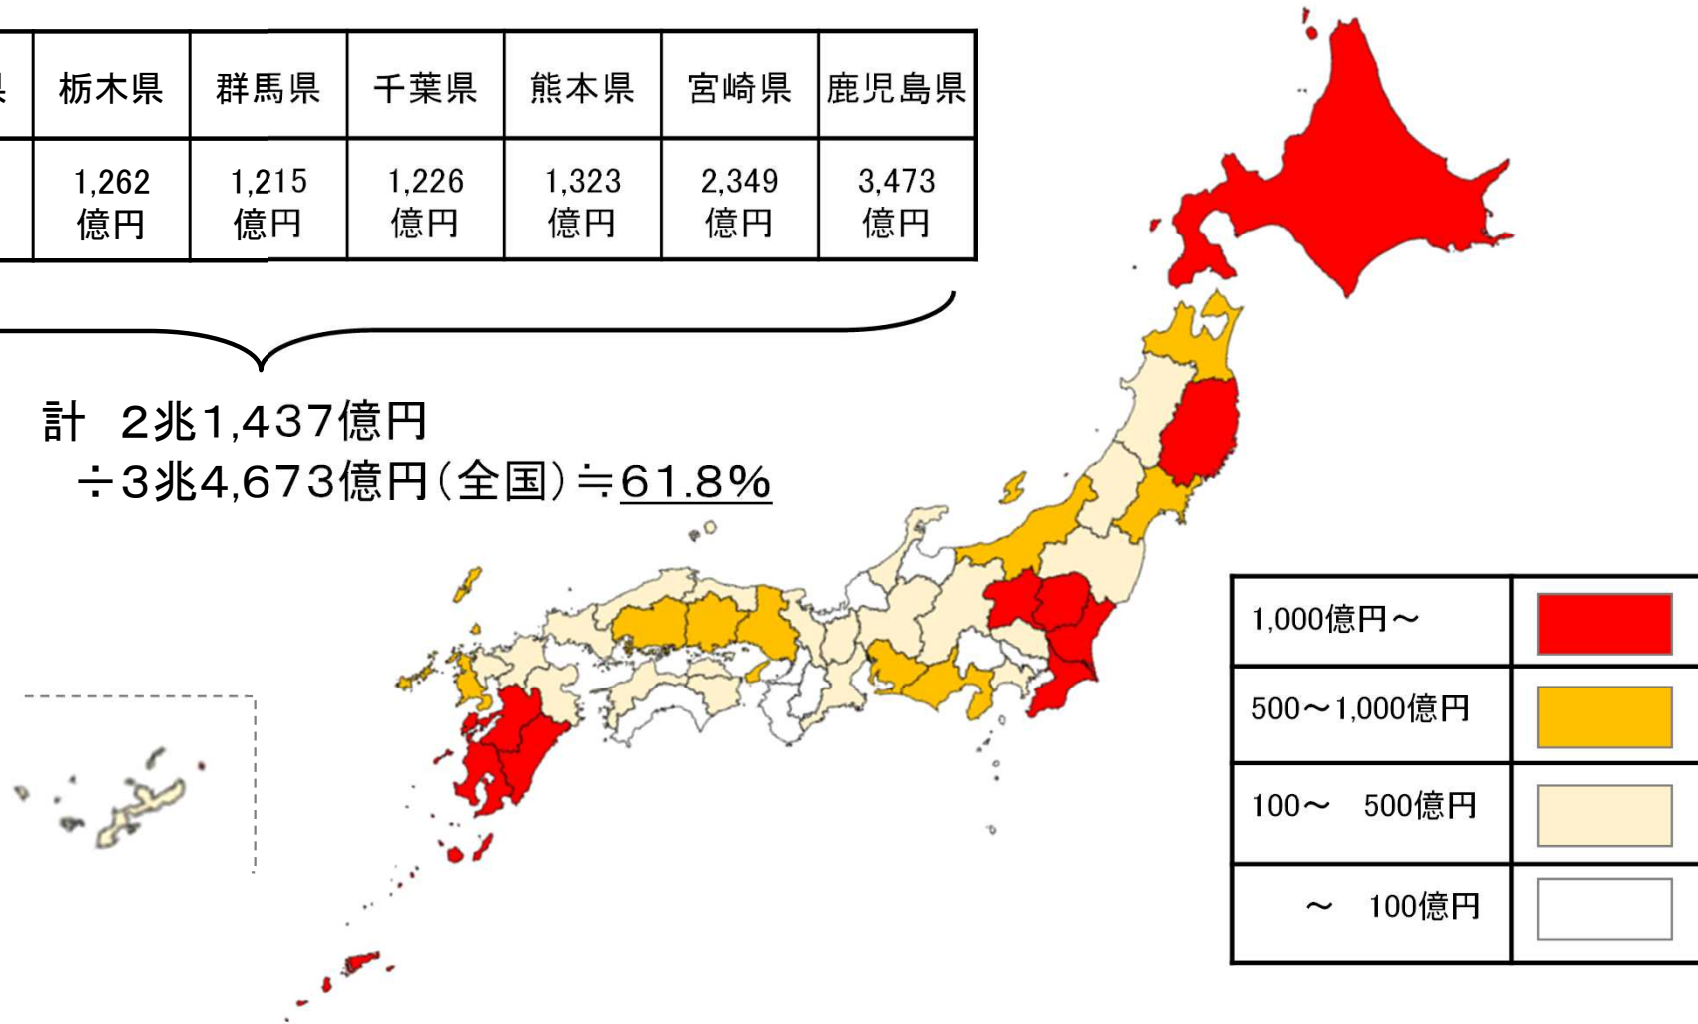 県 栃木県 群馬県 千葉県 熊本県 宮崎県 鹿児島県
1,262 1,215 1,226 1,323 2,349 3,473
億円 億円 億円 億円 億円 億円
計　２兆１,４３７億円
÷３兆４,６７３億円（全国）≒６１.８%
1,000億円～
500～1,000億円
100～　500億円
～　100億円